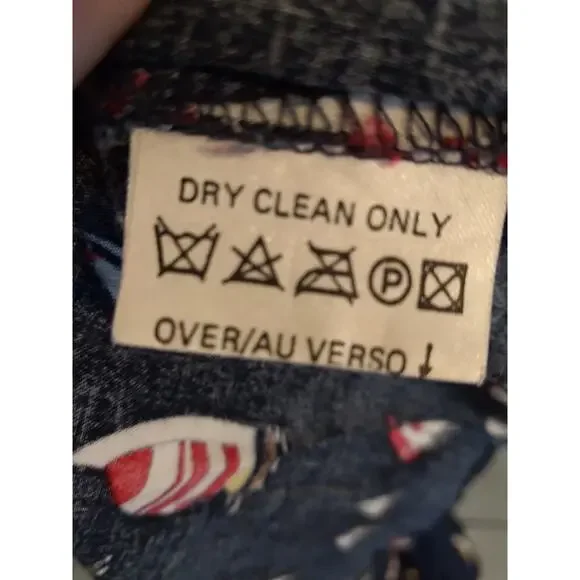 DRY CLEAN ONLY
P
OVER/AU VERSO ↓